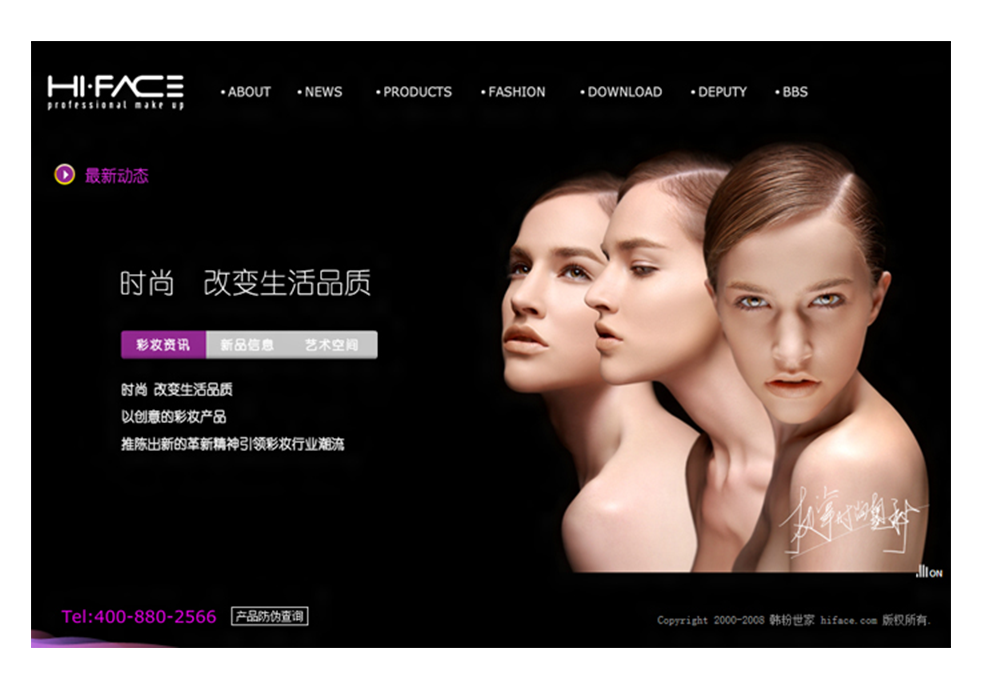 HI·FACE
professional make up
•ABOUT •NEWS •PRODUCTS •FASHION •DOWNLOAD •DEPUTY •BBS
最新动态
时尚 改变生活品质
彩妆资讯 新品信息 艺术空间
时尚 改变生活品质
以创意的彩妆产品
推陈出新的革新精神引领彩妆行业潮流
ON
Tel:400-880-2566 产品防伪查询
Copyright 2000-2008 韩粉世家 hiface.com 版权所有.